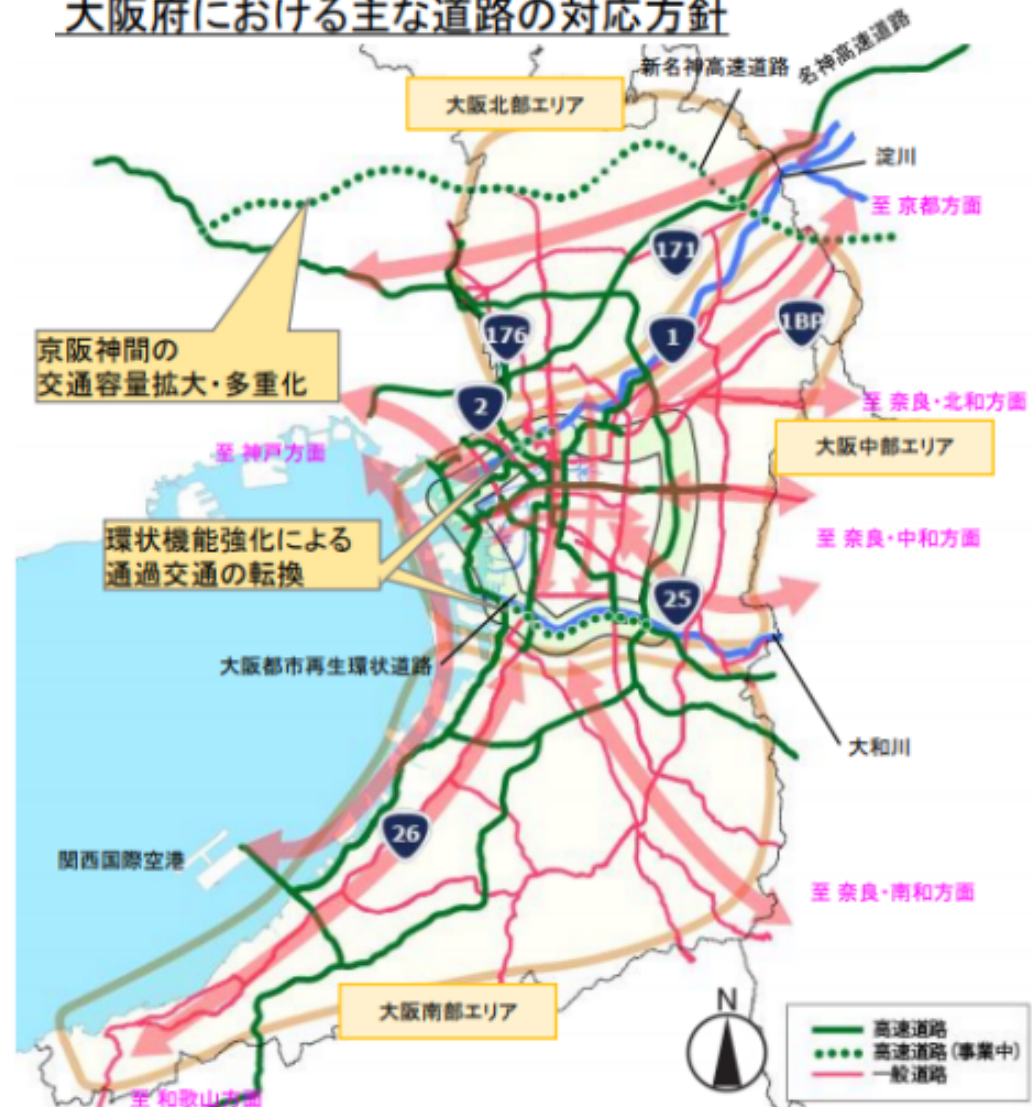 大阪府における主な道路の対応方針
名神高速道路
新名神高速道路
大阪北部エリア
淀川
至 京都方面
171
1BP
176
1
京阪神間の
交通容量拡大・多重化
2
至 奈良・北和方面
大阪中部エリア
至 神戸方面
環状機能強化による
通過交通の転換
至 奈良・中和方面
25
大阪都市再生環状道路
大和川
26
関西国際空港
至 奈良・南和方面
大阪南部エリア
N
高速道路
高速道路(事業中)
一般道路
至 和歌山方面